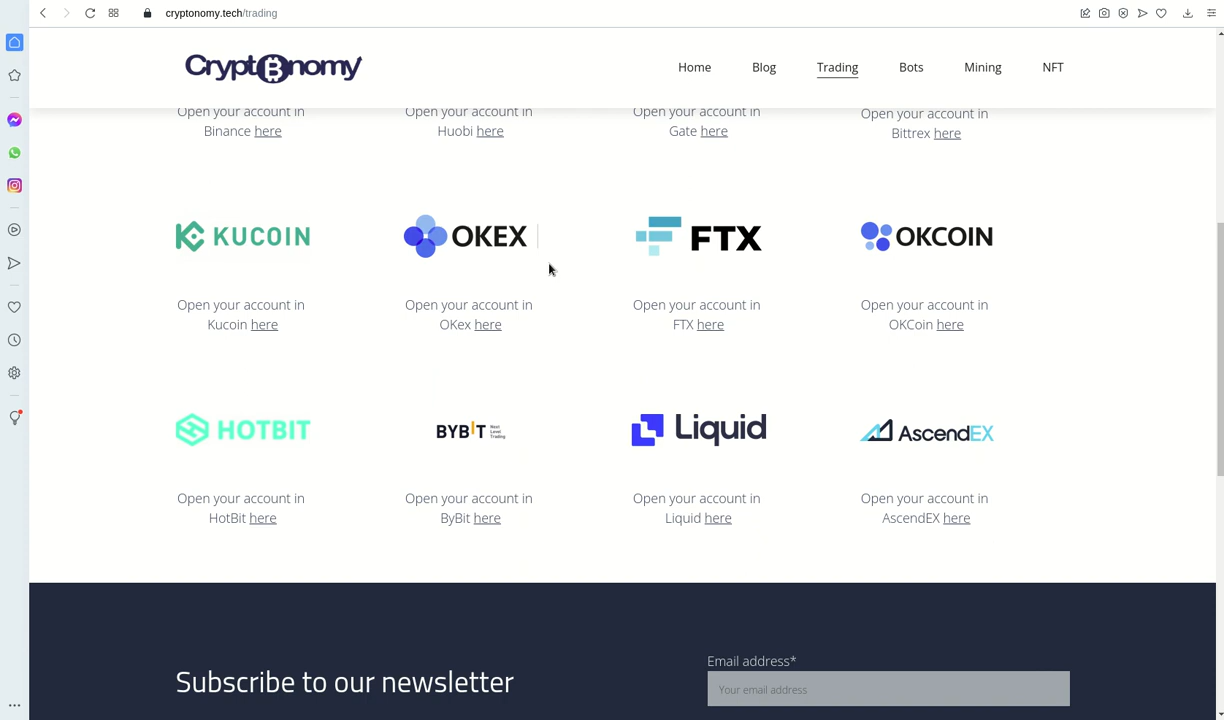 cryptonomy.tech/trading
Cryptonomy
Home Blog Trading Bots Mining NFT
Open your account in
Binance here
Open your account in
Huobi here
Open your account in
Gate here
Open your account in
Bittrex here
KUCOIN
OKEX
FTX
OKCOIN
Open your account in
Kucoin here
Open your account in
OKex here
Open your account in
FTX here
Open your account in
OKCoin here
HOTBIT
BYBIT Next Level Trading
Liquid
AscendEX
Open your account in
HotBit here
Open your account in
ByBit here
Open your account in
Liquid here
Open your account in
AscendEX here
Subscribe to our newsletter
Email address*
Your email address